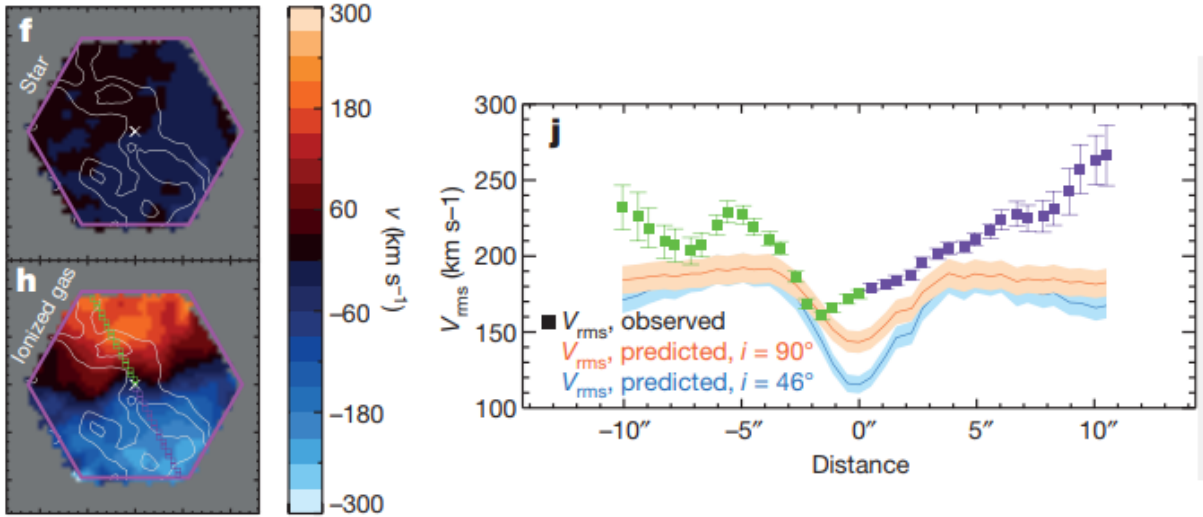 f
Star
h
Ionized gas
300
180
60
−60
−180
−300
v (km s−1)
j
300
250
200
150
100
Vrms (km s–1)
Vrms, observed
Vrms, predicted, i = 90°
Vrms, predicted, i = 46°
−10″
−5″
0″
5″
10″
Distance